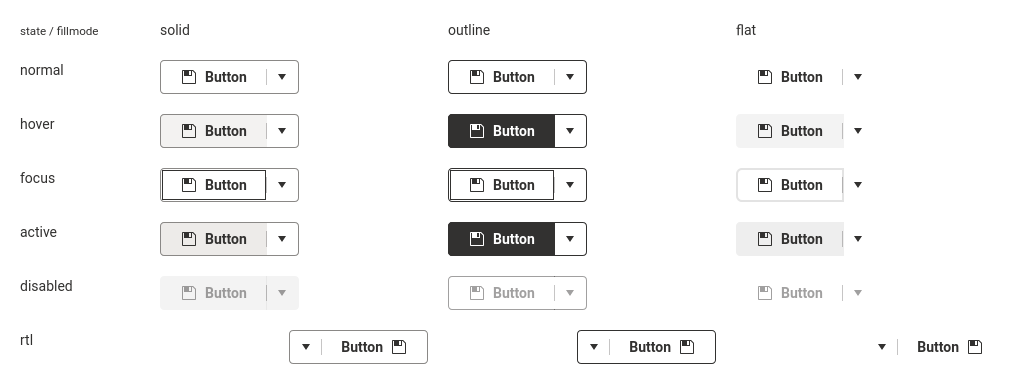 state / fillmode solid outline flat
normal Button Button Button
hover Button Button Button
focus Button Button Button
active Button Button Button
disabled Button Button Button
rtl Button Button Button